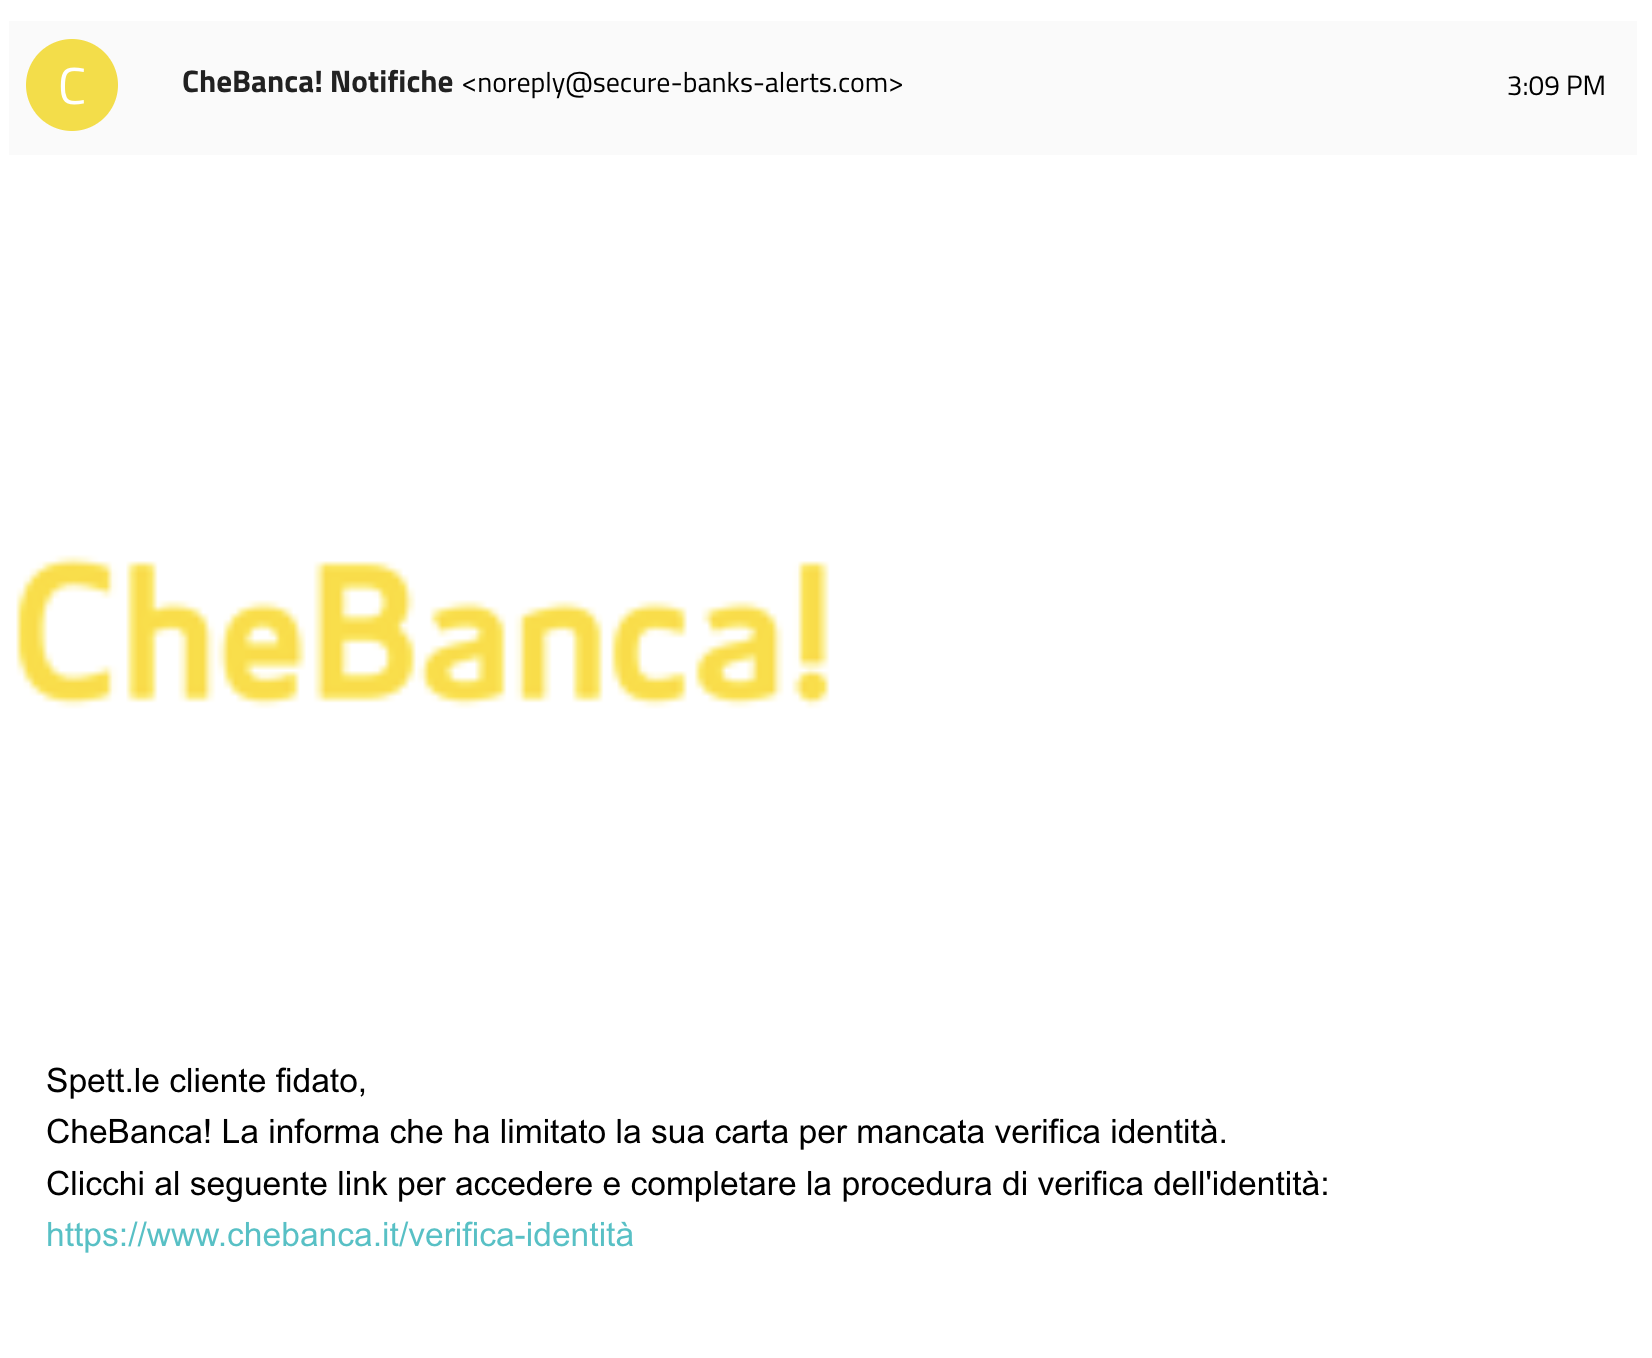 C
CheBanca! Notifiche <noreply@secure-banks-alerts.com>
3:09 PM
CheBanca!
Spett.le cliente fidato,
CheBanca! La informa che ha limitato la sua carta per mancata verifica identità.
Clicchi al seguente link per accedere e completare la procedura di verifica dell'identità:
https://www.chebanca.it/verifica-identità